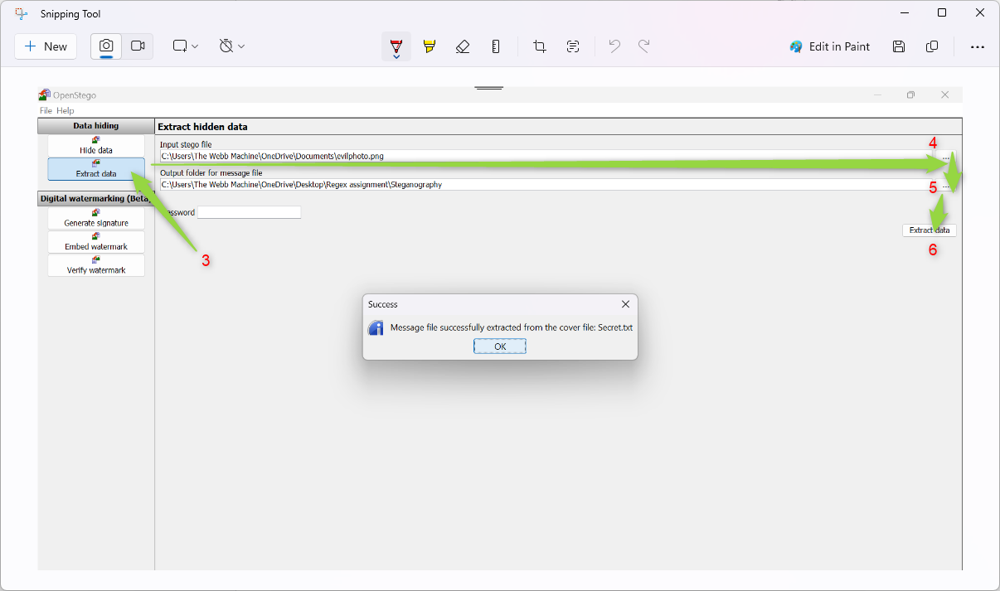 Snipping Tool
New
Edit in Paint
OpenStego
File Help
Data hiding
Extract hidden data
Hide data
Input stego file
4
C:\Users\The Webb Machine\OneDrive\Documents\evilphoto.png
...
Extract data
Output folder for message file
C:\Users\The Webb Machine\OneDrive\Desktop\Regex assignment\Steganography
5
...
Digital watermarking (Beta
assword
Generate signature
Extract data
Embed watermark
6
3
Verify watermark
Success
Message file successfully extracted from the cover file: Secret.txt
OK